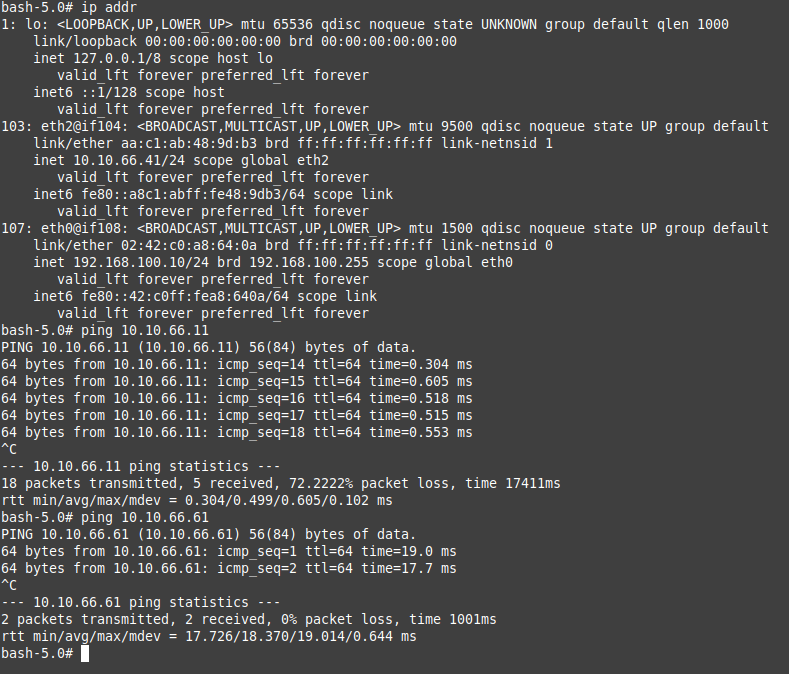 bash-5.0# ip addr
1: lo: <LOOPBACK,UP,LOWER_UP> mtu 65536 qdisc noqueue state UNKNOWN group default qlen 1000
    link/loopback 00:00:00:00:00:00 brd 00:00:00:00:00:00
    inet 127.0.0.1/8 scope host lo
       valid_lft forever preferred_lft forever
    inet6 ::1/128 scope host
       valid_lft forever preferred_lft forever
103: eth2@if104: <BROADCAST,MULTICAST,UP,LOWER_UP> mtu 9500 qdisc noqueue state UP group default
    link/ether aa:c1:ab:48:9d:b3 brd ff:ff:ff:ff:ff:ff link-netnsid 1
    inet 10.10.66.41/24 scope global eth2
       valid_lft forever preferred_lft forever
    inet6 fe80::a8c1:abff:fe48:9db3/64 scope link
       valid_lft forever preferred_lft forever
107: eth0@if108: <BROADCAST,MULTICAST,UP,LOWER_UP> mtu 1500 qdisc noqueue state UP group default
    link/ether 02:42:c0:a8:64:0a brd ff:ff:ff:ff:ff:ff link-netnsid 0
    inet 192.168.100.10/24 brd 192.168.100.255 scope global eth0
       valid_lft forever preferred_lft forever
    inet6 fe80::42:c0ff:fea8:640a/64 scope link
       valid_lft forever preferred_lft forever
bash-5.0# ping 10.10.66.11
PING 10.10.66.11 (10.10.66.11) 56(84) bytes of data.
64 bytes from 10.10.66.11: icmp_seq=14 ttl=64 time=0.304 ms
64 bytes from 10.10.66.11: icmp_seq=15 ttl=64 time=0.605 ms
64 bytes from 10.10.66.11: icmp_seq=16 ttl=64 time=0.518 ms
64 bytes from 10.10.66.11: icmp_seq=17 ttl=64 time=0.515 ms
64 bytes from 10.10.66.11: icmp_seq=18 ttl=64 time=0.553 ms
^C
--- 10.10.66.11 ping statistics ---
18 packets transmitted, 5 received, 72.2222% packet loss, time 17411ms
rtt min/avg/max/mdev = 0.304/0.499/0.605/0.102 ms
bash-5.0# ping 10.10.66.61
PING 10.10.66.61 (10.10.66.61) 56(84) bytes of data.
64 bytes from 10.10.66.61: icmp_seq=1 ttl=64 time=19.0 ms
64 bytes from 10.10.66.61: icmp_seq=2 ttl=64 time=17.7 ms
^C
--- 10.10.66.61 ping statistics ---
2 packets transmitted, 2 received, 0% packet loss, time 1001ms
rtt min/avg/max/mdev = 17.726/18.370/19.014/0.644 ms
bash-5.0#